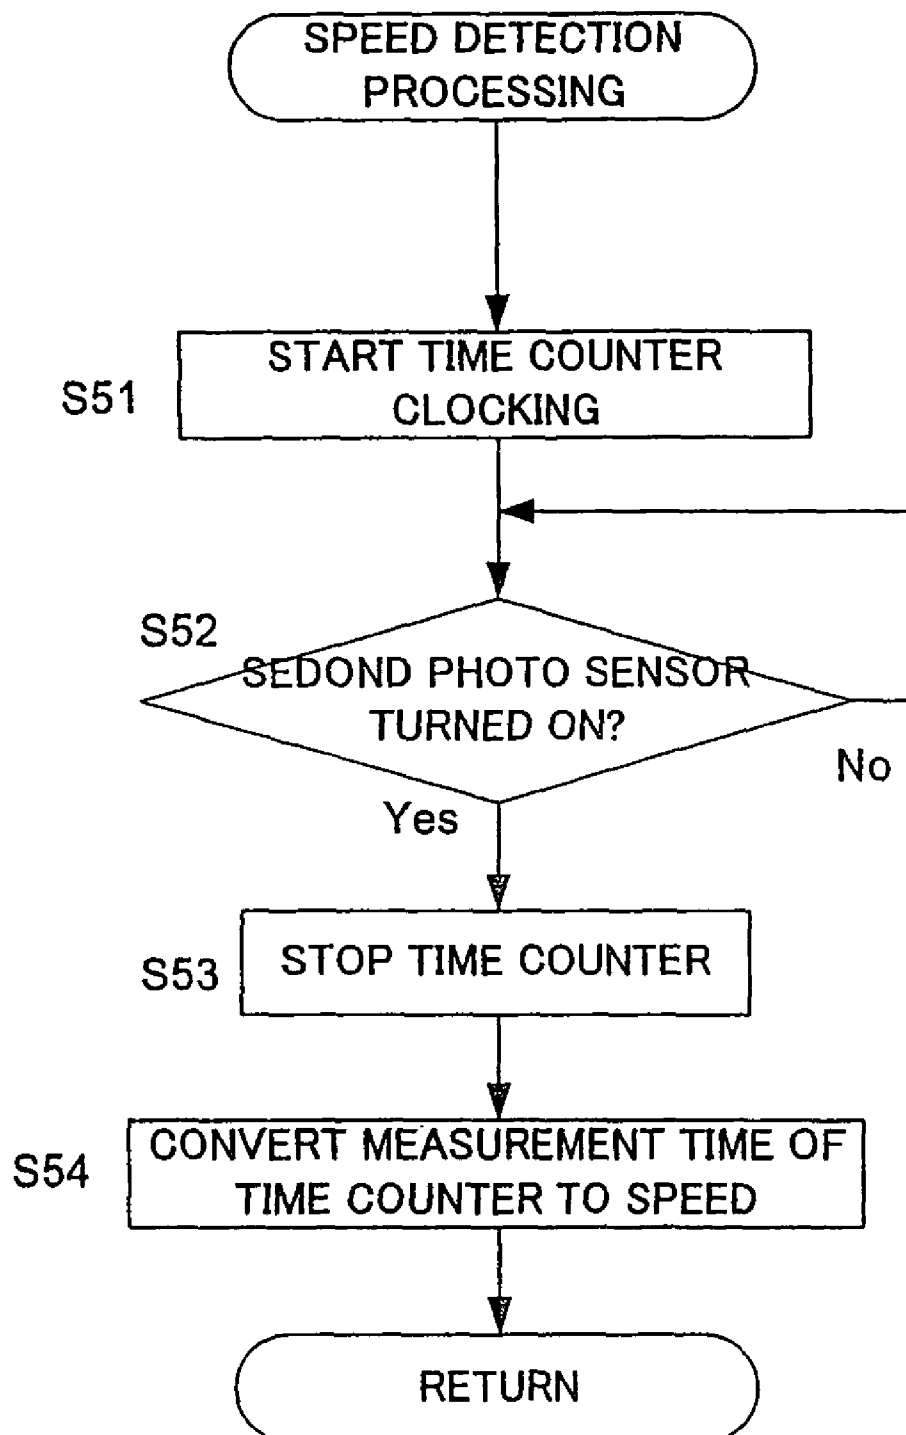 SPEED DETECTION
PROCESSING
START TIME COUNTER
CLOCKING
S51
S52
SEDOND PHOTO SENSOR
TURNED ON?
No
Yes
STOP TIME COUNTER
S53
CONVERT MEASUREMENT TIME OF
TIME COUNTER TO SPEED
S54
RETURN